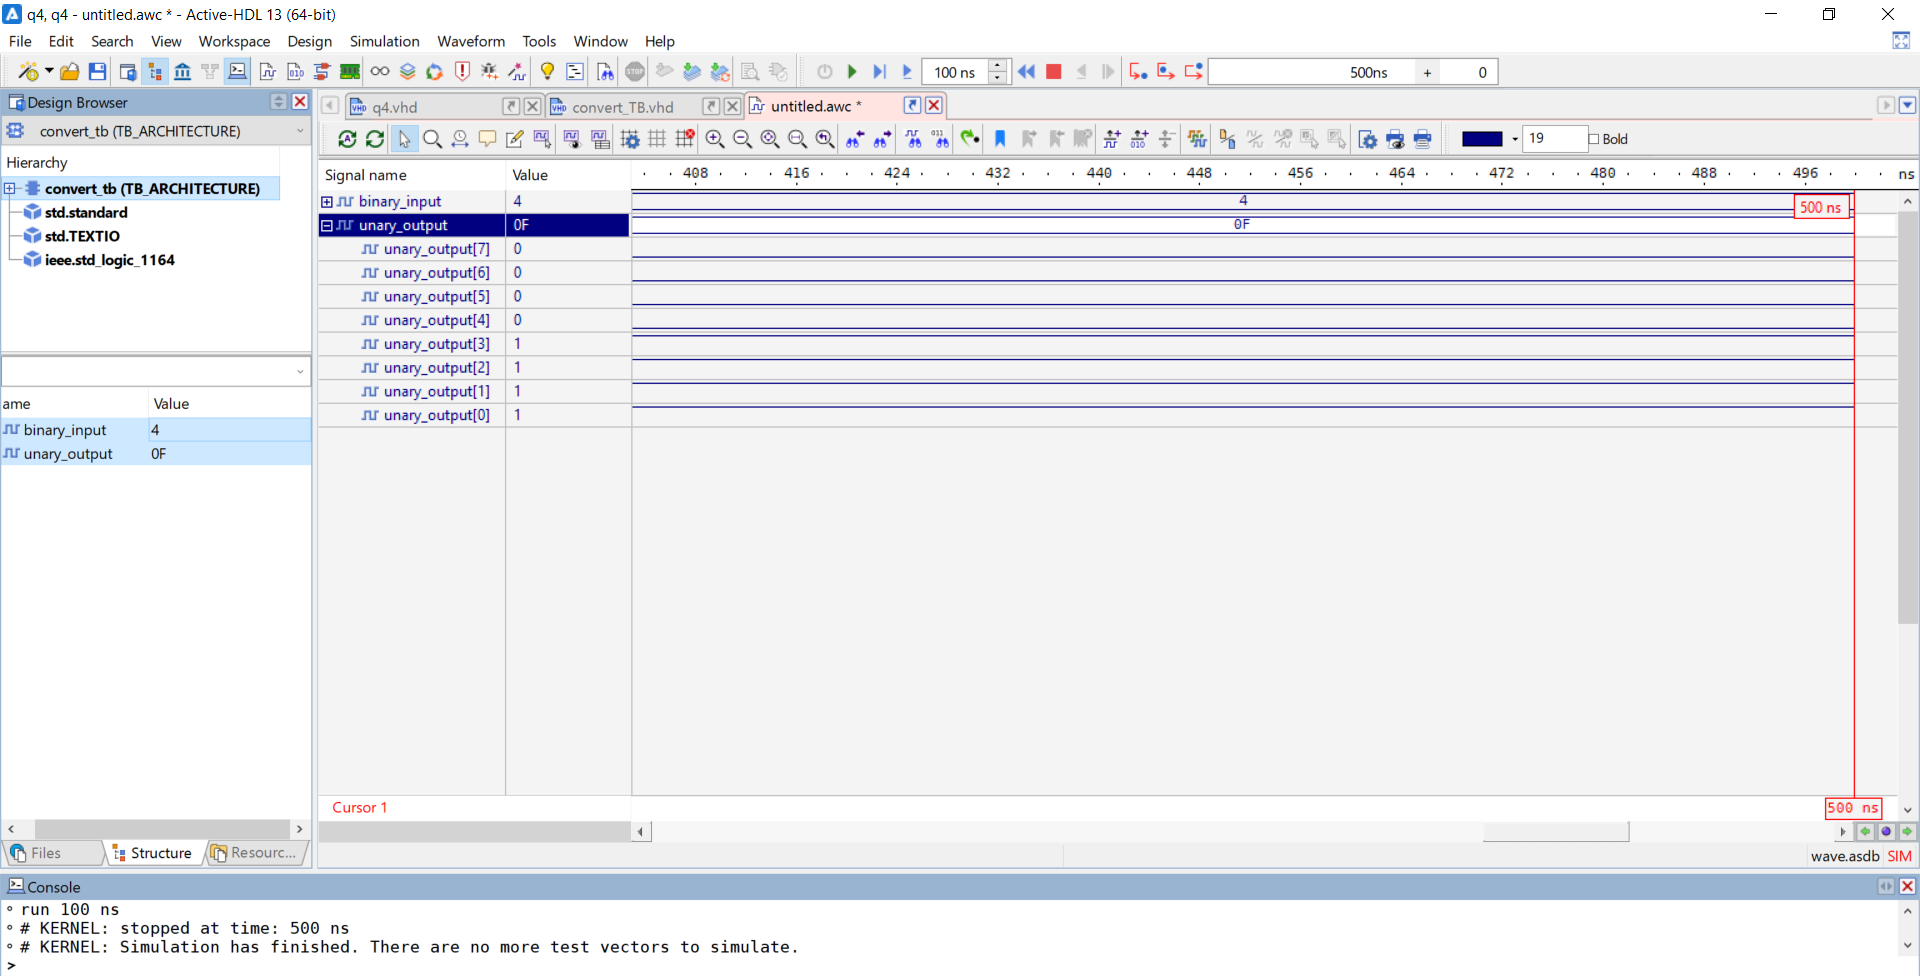 q4, q4 - untitled.awc * - Active-HDL 13 (64-bit)
File Edit Search View Workspace Design Simulation Waveform Tools Window Help
100 ns 500ns + 0
Design Browser
convert_tb (TB_ARCHITECTURE)
Hierarchy
convert_tb (TB_ARCHITECTURE)
std.standard
std.TEXTIO
ieee.std_logic_1164
ame Value
binary_input 4
unary_output 0F
Files Structure Resourc...
q4.vhd convert_TB.vhd untitled.awc *
19 Bold
Signal name Value 408 416 424 432 440 448 456 464 472 480 488 496 ns
binary_input 4 4 500 ns
unary_output 0F 0F
unary_output[7] 0
unary_output[6] 0
unary_output[5] 0
unary_output[4] 0
unary_output[3] 1
unary_output[2] 1
unary_output[1] 1
unary_output[0] 1
Cursor 1 500 ns
wave.asdb SIM
Console
° run 100 ns
° # KERNEL: stopped at time: 500 ns
° # KERNEL: Simulation has finished. There are no more test vectors to simulate.
>